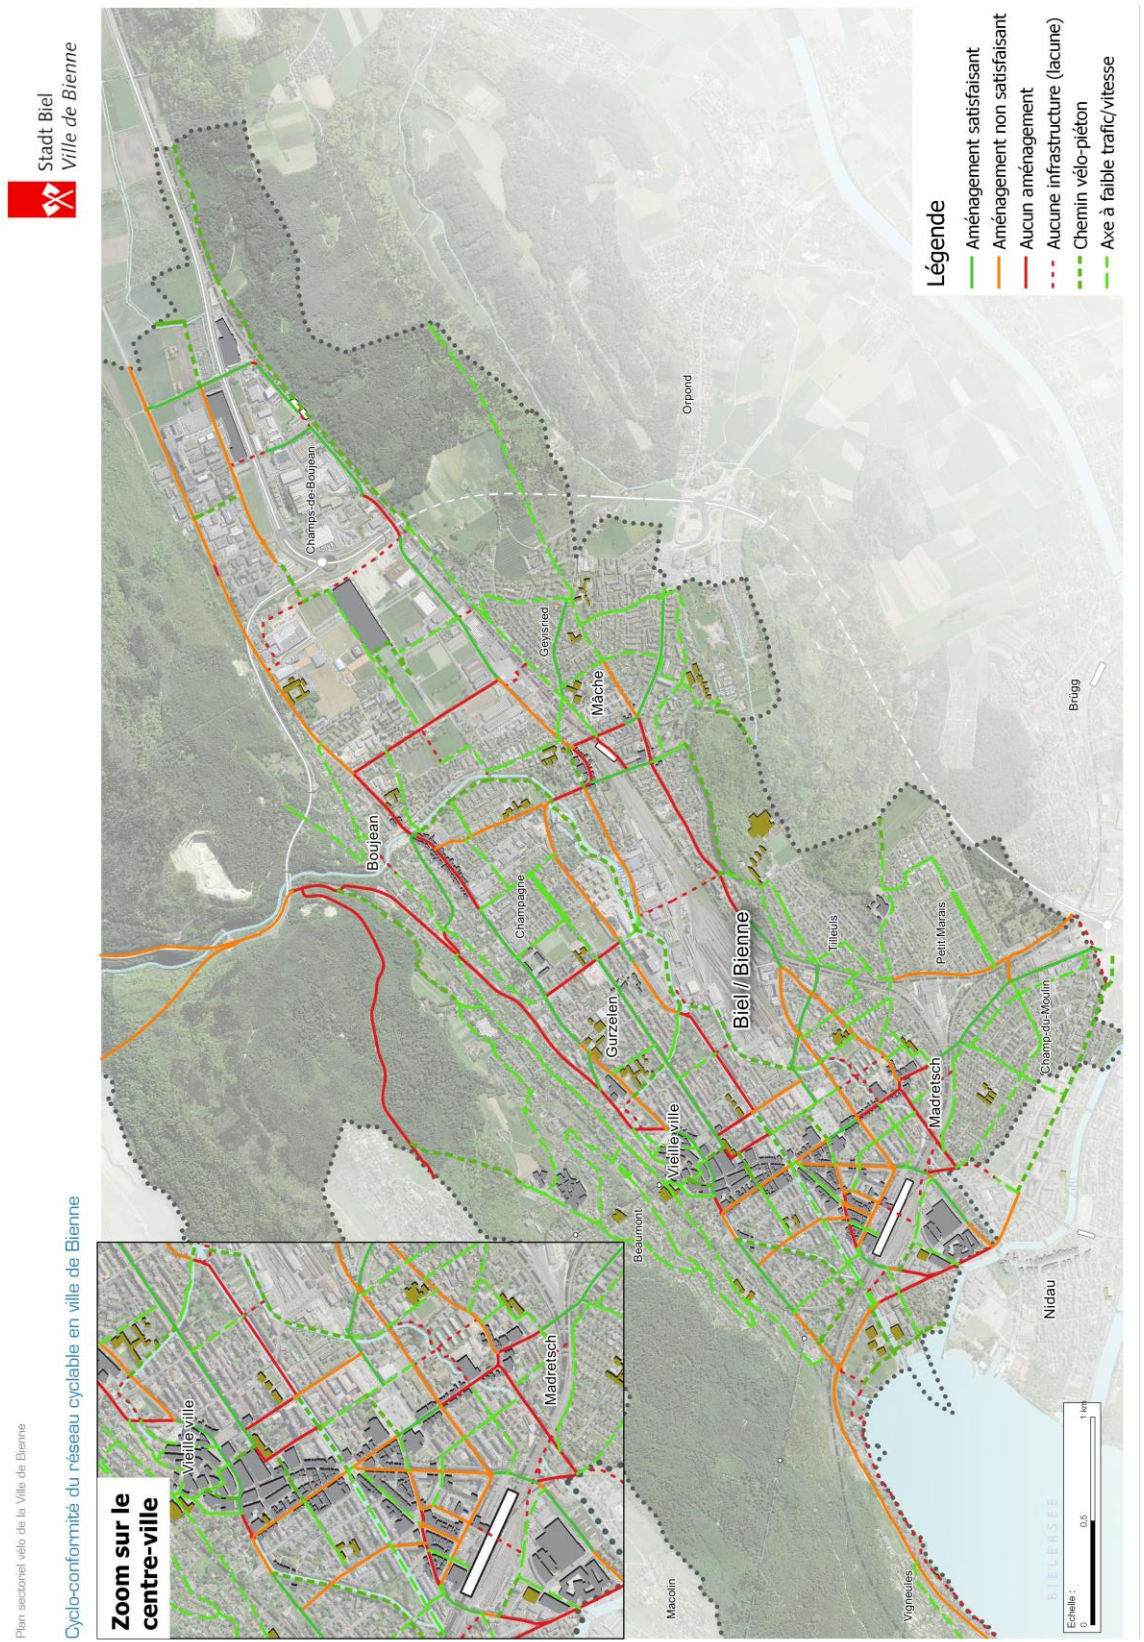 Plan sectoriel vélo de la Ville de Bienne
Cyclo-conformité du réseau cyclable en ville de Bienne
Stadt Biel
Ville de Bienne
Zoom sur le
centre-ville
Vieille ville
Madretsch
Champs-de-Boujean
Boujean
Geyisried
Mâche
Orpond
Champagne
Gurzelen
Biel / Bienne
Tilleuls
Petit Marais
Brügg
Champ-du-Moulin
Madretsch
Vieille ville
Beaumont
Nidau
Macolin
Vigneules
BIELERSEE
Echelle :
0
0.5
1 km
Légende
Aménagement satisfaisant
Aménagement non satisfaisant
Aucun aménagement
Aucune infrastructure (lacune)
Chemin vélo-piéton
Axe à faible trafic/vitesse